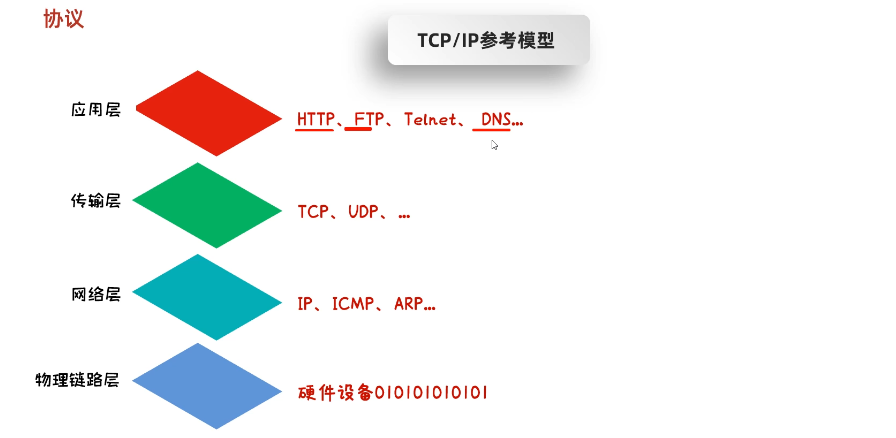 协议
TCP/IP参考模型
应用层
HTTP、FTP、Telnet、DNS...
传输层
TCP、UDP、...
网络层
IP、ICMP、ARP...
物理链路层
硬件设备010101010101